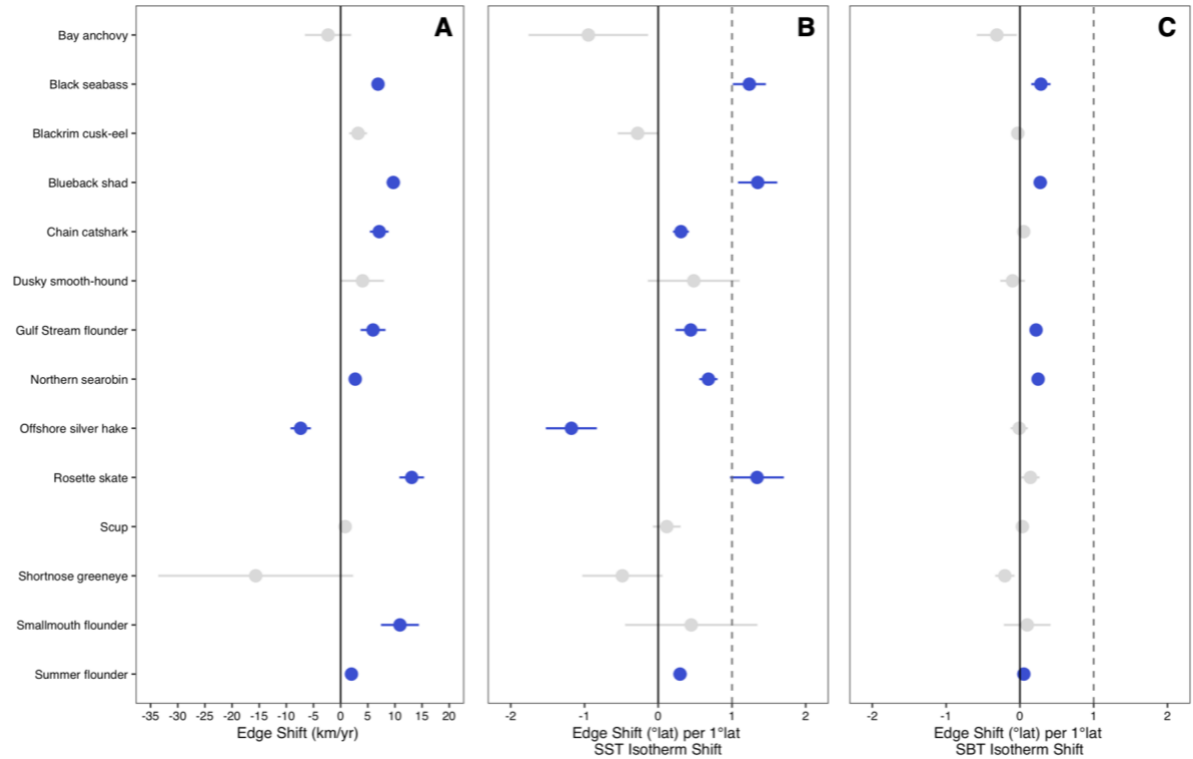 A
B
C
Bay anchovy
Black seabass
Blackrim cusk-eel
Blueback shad
Chain catshark
Dusky smooth-hound
Gulf Stream flounder
Northern searobin
Offshore silver hake
Rosette skate
Scup
Shortnose greeneye
Smallmouth flounder
Summer flounder
-35 -30 -25 -20 -15 -10 -5 0 5 10 15 20
Edge Shift (km/yr)
-2 -1 0 1 2
Edge Shift (°lat) per 1°lat
SST Isotherm Shift
-2 -1 0 1 2
Edge Shift (°lat) per 1°lat
SBT Isotherm Shift